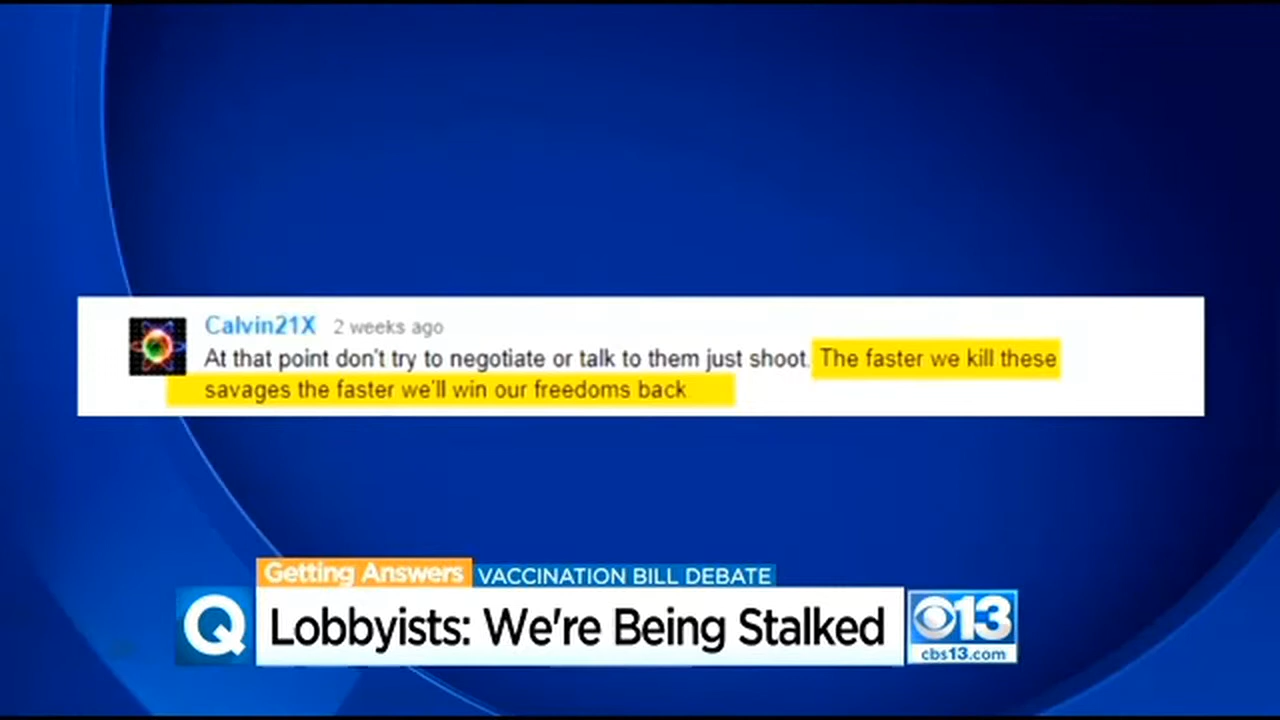 Calvin21X 2 weeks ago
At that point don't try to negotiate or talk to them just shoot. The faster we kill these
savages the faster we'll win our freedoms back.
Getting Answers VACCINATION BILL DEBATE
Q Lobbyists: We're Being Stalked 13
cbs13.com